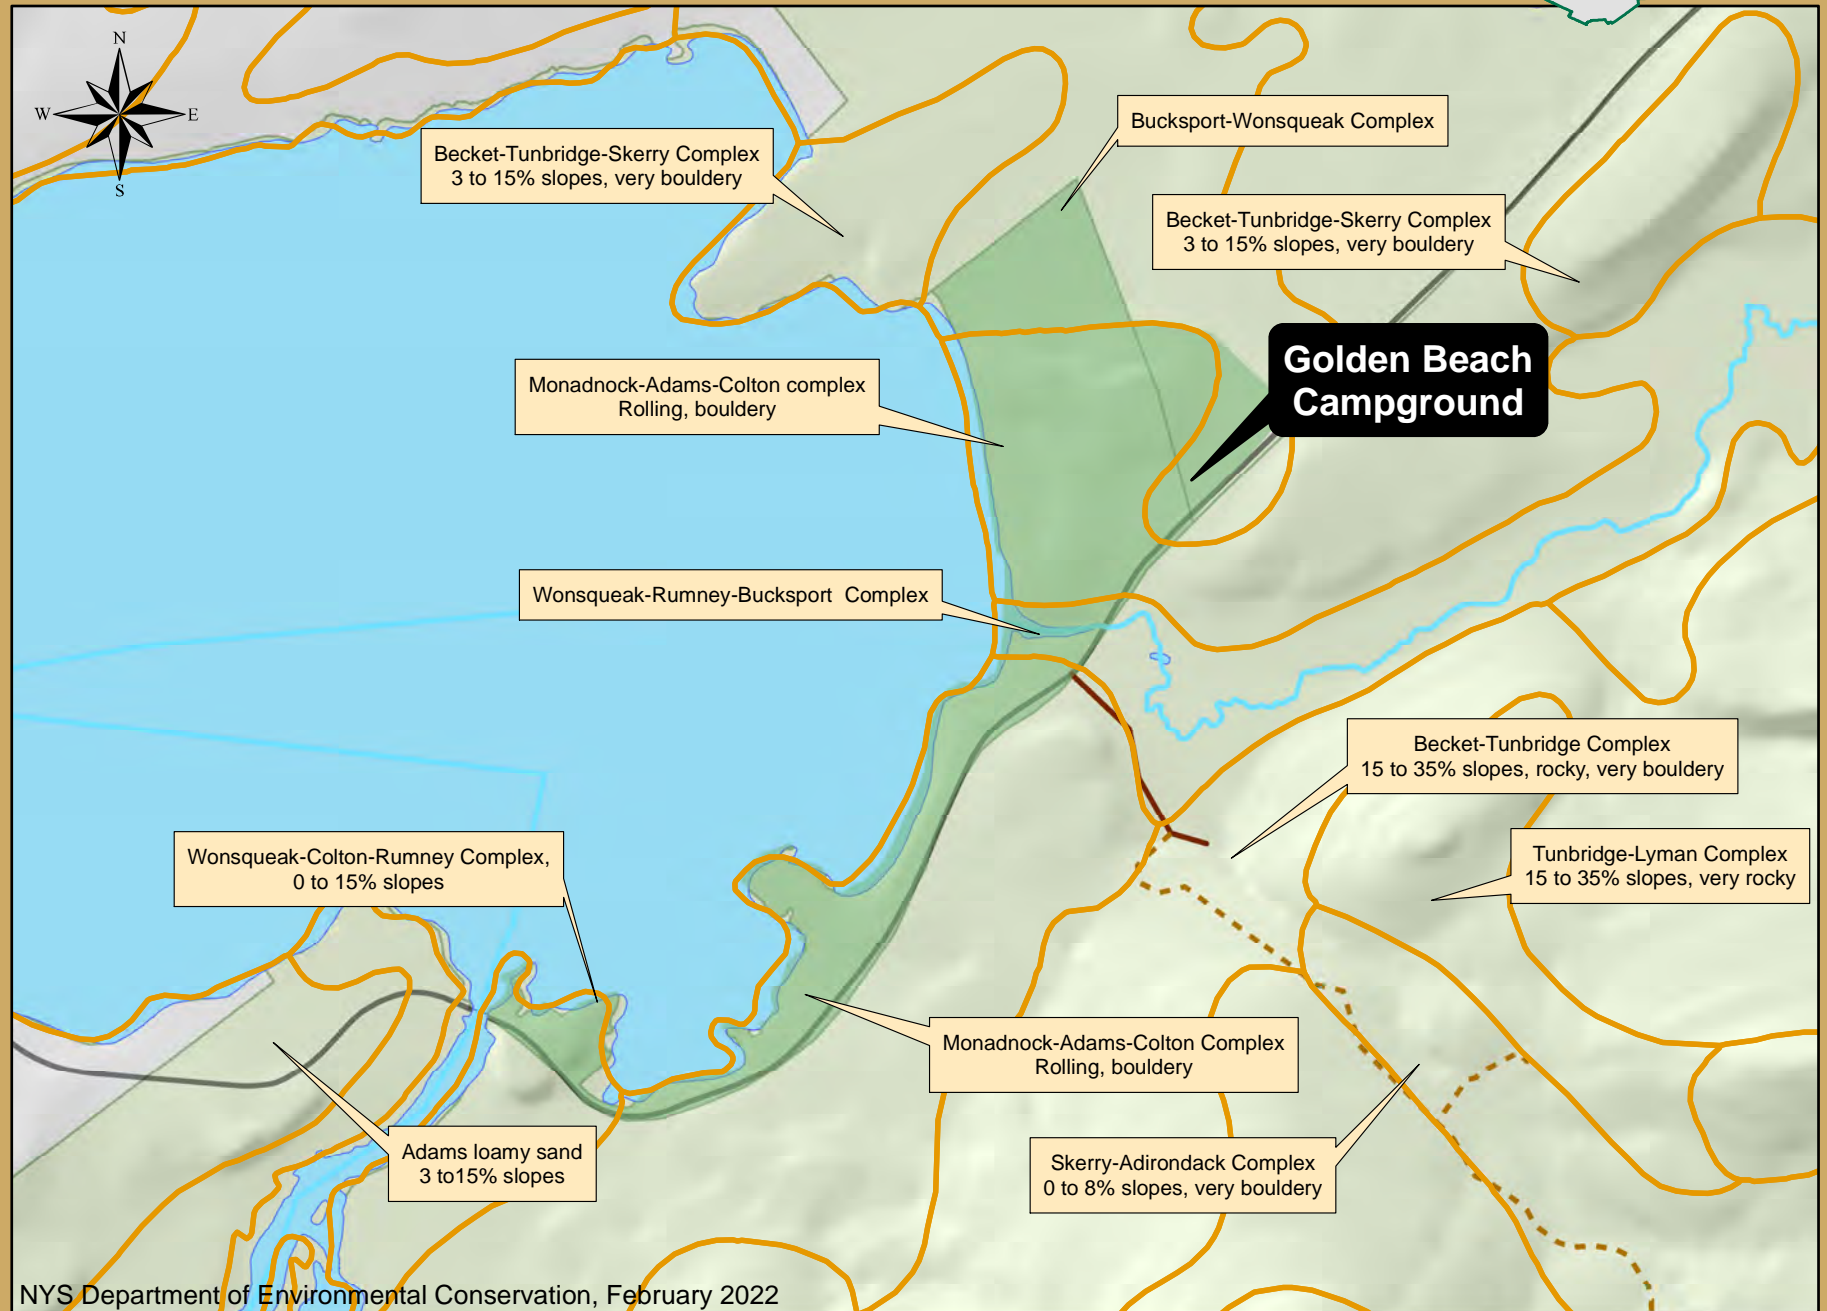 N
W
E
S
Bucksport-Wonsqueak Complex
Becket-Tunbridge-Skerry Complex
3 to 15% slopes, very bouldery
Becket-Tunbridge-Skerry Complex
3 to 15% slopes, very bouldery
Golden Beach
Campground
Monadnock-Adams-Colton complex
Rolling, bouldery
Wonsqueak-Rumney-Bucksport  Complex
Becket-Tunbridge Complex
15 to 35% slopes, rocky, very bouldery
Wonsqueak-Colton-Rumney Complex,
0 to 15% slopes
Tunbridge-Lyman Complex
15 to 35% slopes, very rocky
Monadnock-Adams-Colton Complex
Rolling, bouldery
Adams loamy sand
3 to15% slopes
Skerry-Adirondack Complex
0 to 8% slopes, very bouldery
NYS Department of Environmental Conservation, February 2022